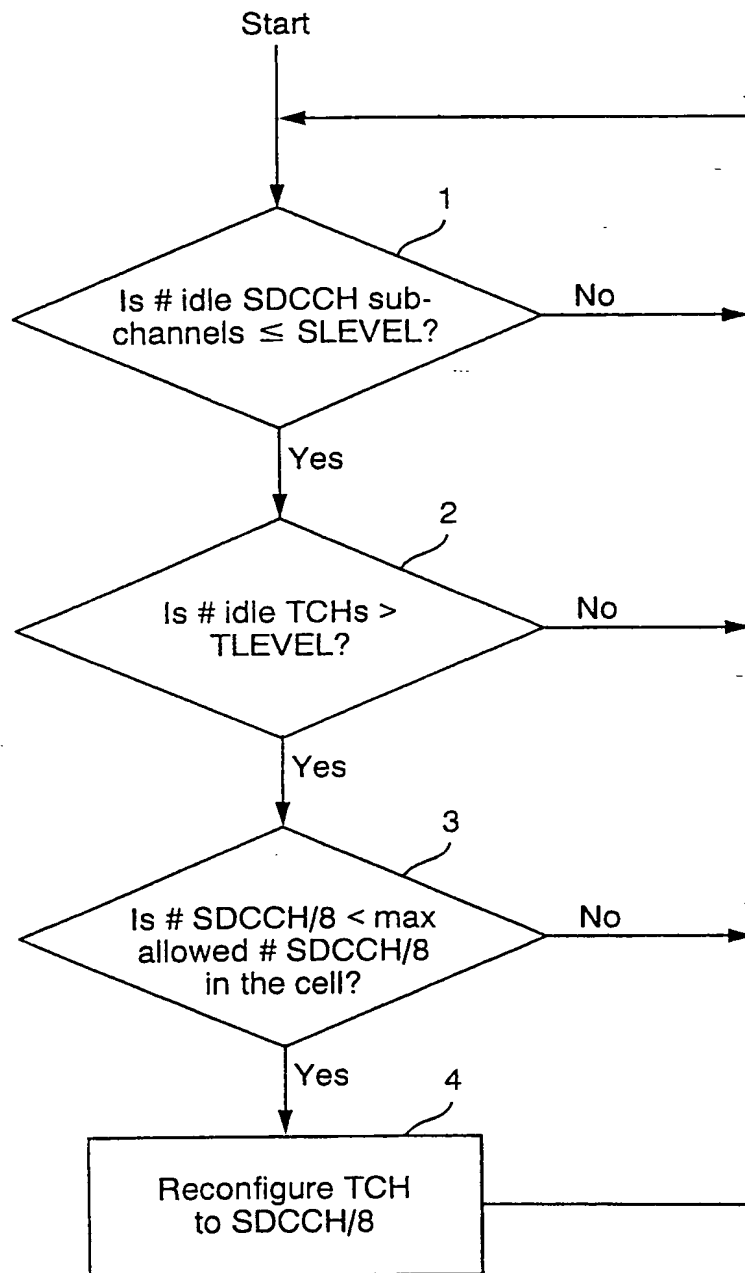 Start
1
Is # idle SDCCH sub-
channels ≤ SLEVEL?
No
Yes
2
Is # idle TCHs >
TLEVEL?
No
Yes
3
Is # SDCCH/8 < max
allowed # SDCCH/8
in the cell?
No
Yes
4
Reconfigure TCH
to SDCCH/8